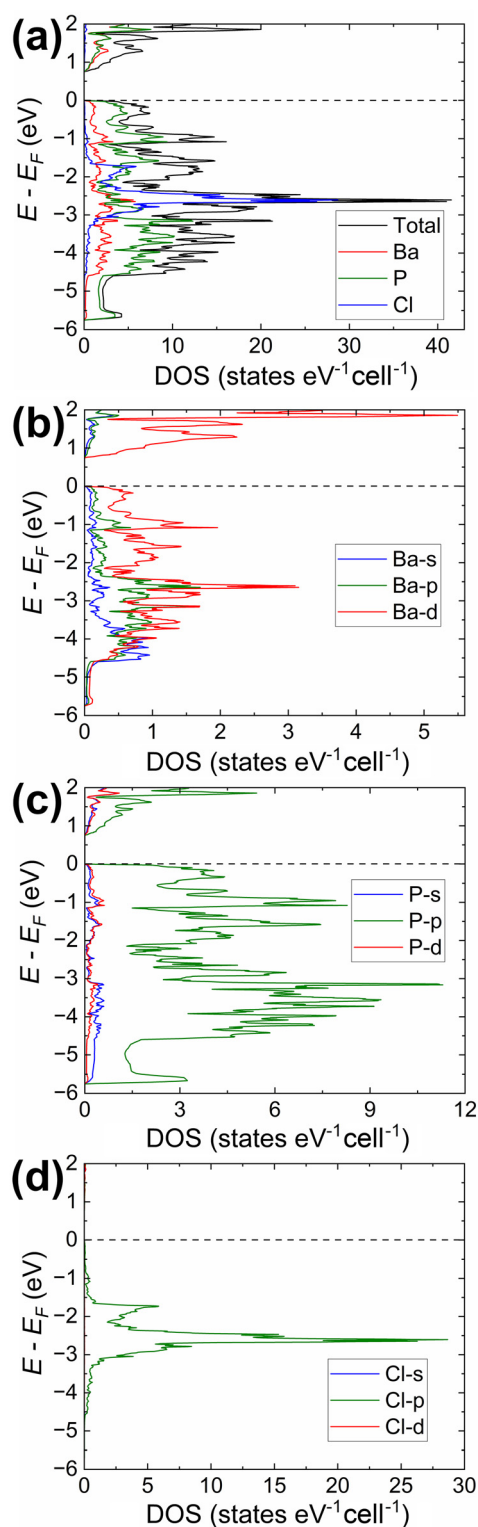 (a)
2
1
0
−1
−2
−3
−4
−5
−6
E - E_F (eV)
Total
Ba
P
Cl
0 10 20 30 40
DOS (states eV⁻¹cell⁻¹)
(b)
2
1
0
−1
−2
−3
−4
−5
−6
E - E_F (eV)
Ba-s
Ba-p
Ba-d
0 1 2 3 4 5
DOS (states eV⁻¹cell⁻¹)
(c)
2
1
0
−1
−2
−3
−4
−5
−6
E - E_F (eV)
P-s
P-p
P-d
0 3 6 9 12
DOS (states eV⁻¹cell⁻¹)
(d)
2
1
0
−1
−2
−3
−4
−5
−6
E - E_F (eV)
Cl-s
Cl-p
Cl-d
0 5 10 15 20 25 30
DOS (states eV⁻¹cell⁻¹)